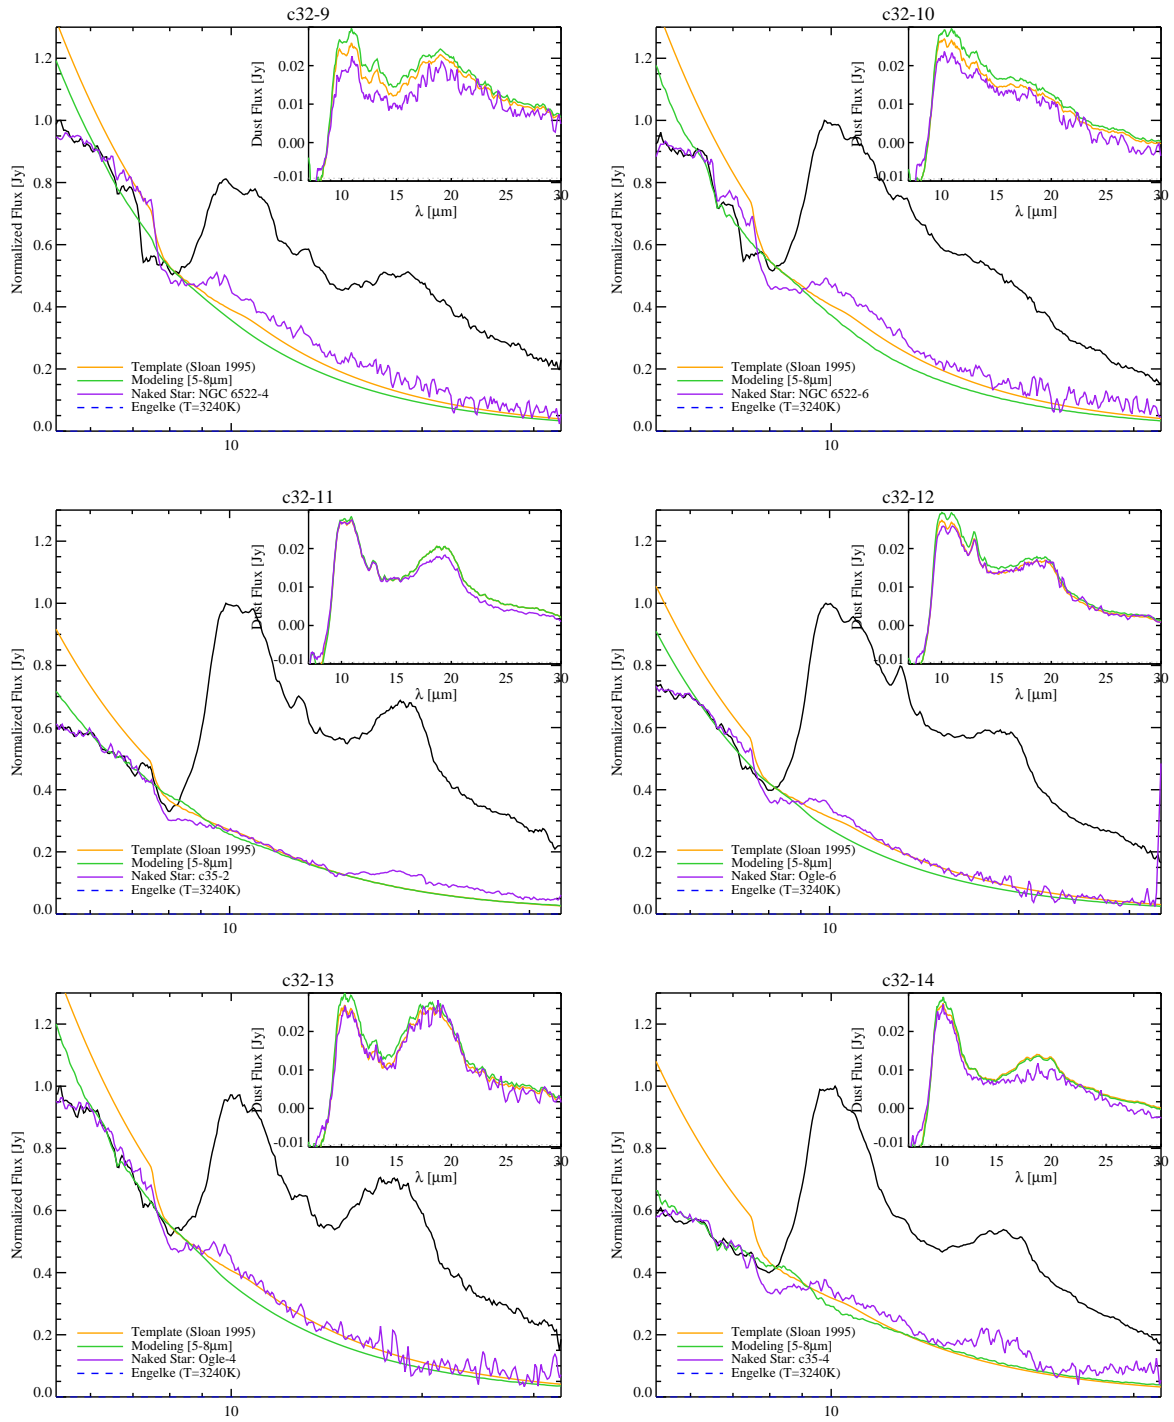 c32-9
Normalized Flux [Jy]
1.2
1.0
0.8
0.6
0.4
0.2
0.0
10
Dust Flux [Jy]
0.02
0.01
0.00
-0.01
10 15 20 25 30
λ [µm]
Template (Sloan 1995)
Modeling [5-8µm]
Naked Star: NGC 6522-4
Engelke (T=3240K)
c32-10
Normalized Flux [Jy]
1.2
1.0
0.8
0.6
0.4
0.2
0.0
10
Dust Flux [Jy]
0.02
0.01
0.00
-0.01
10 15 20 25 30
λ [µm]
Template (Sloan 1995)
Modeling [5-8µm]
Naked Star: NGC 6522-6
Engelke (T=3240K)
c32-11
Normalized Flux [Jy]
1.2
1.0
0.8
0.6
0.4
0.2
0.0
10
Dust Flux [Jy]
0.02
0.01
0.00
-0.01
10 15 20 25 30
λ [µm]
Template (Sloan 1995)
Modeling [5-8µm]
Naked Star: c35-2
Engelke (T=3240K)
c32-12
Normalized Flux [Jy]
1.2
1.0
0.8
0.6
0.4
0.2
0.0
10
Dust Flux [Jy]
0.02
0.01
0.00
-0.01
10 15 20 25 30
λ [µm]
Template (Sloan 1995)
Modeling [5-8µm]
Naked Star: Ogle-6
Engelke (T=3240K)
c32-13
Normalized Flux [Jy]
1.2
1.0
0.8
0.6
0.4
0.2
0.0
10
Dust Flux [Jy]
0.02
0.01
0.00
-0.01
10 15 20 25 30
λ [µm]
Template (Sloan 1995)
Modeling [5-8µm]
Naked Star: Ogle-4
Engelke (T=3240K)
c32-14
Normalized Flux [Jy]
1.2
1.0
0.8
0.6
0.4
0.2
0.0
10
Dust Flux [Jy]
0.02
0.01
0.00
-0.01
10 15 20 25 30
λ [µm]
Template (Sloan 1995)
Modeling [5-8µm]
Naked Star: c35-4
Engelke (T=3240K)